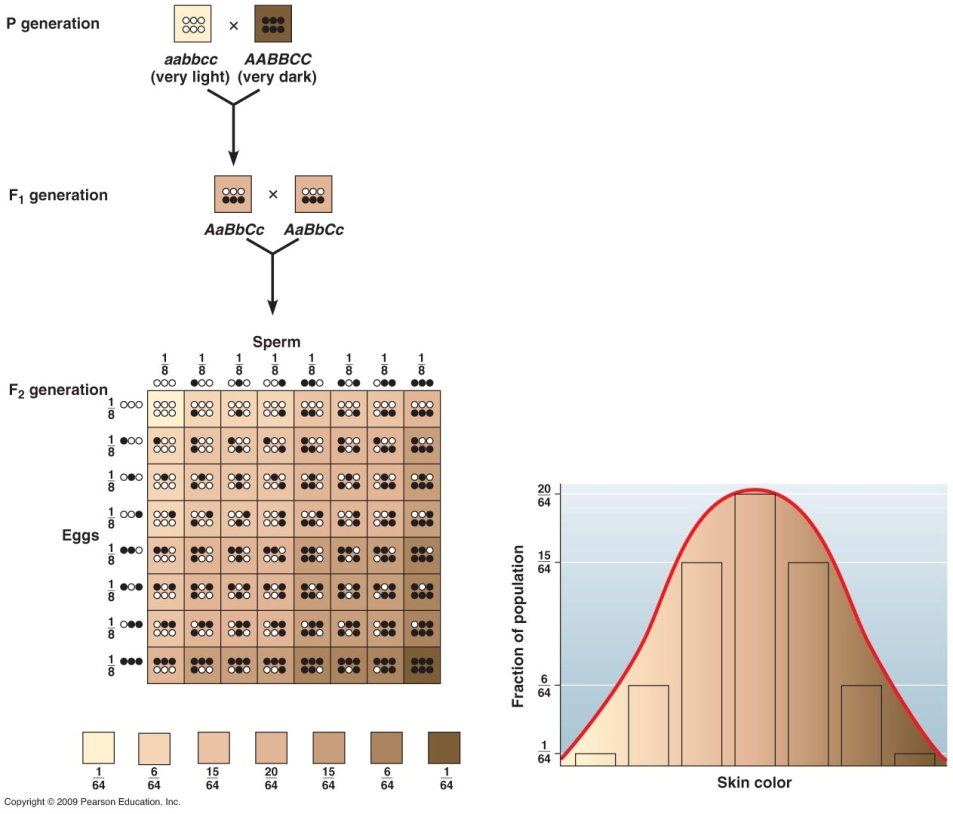 P generation
×
aabbcc
(very light)
AABBCC
(very dark)
F1 generation
×
AaBbCc
AaBbCc
Sperm
1/8 1/8 1/8 1/8 1/8 1/8 1/8 1/8
F2 generation
1/8
1/8
1/8
1/8
Eggs
1/8
1/8
1/8
1/8
1/64 6/64 15/64 20/64 15/64 6/64 1/64
Copyright © 2009 Pearson Education, Inc.
Fraction of population
20/64
15/64
6/64
1/64
Skin color